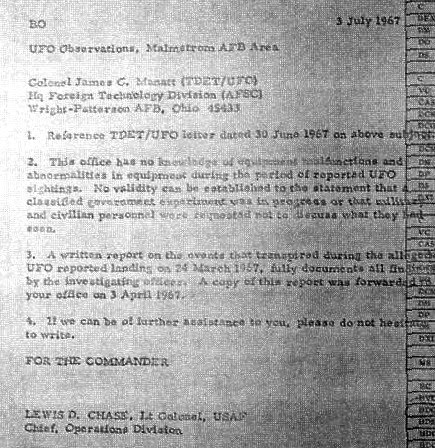 BO 3 July 1967
UFO Observations, Malmstrom AFB Area
Colonel James C. Manatt (TDET/UFO)
Hq Foreign Technology Division (AFSC)
Wright-Patterson AFB, Ohio 45433
1. Reference TDET/UFO letter dated 30 June 1967 on above subject
2. This office has no knowledge of equipment malfunctions and
abnormalities in equipment during the period of reported UFO
sightings. No validity can be established to the statement that a
classified government experiment was in progress or that
and civilian personnel were requested not to discuss what they had
seen.
3. A written report on the events that transpired during the alleged
UFO reported landing on 24 March 1967, fully documents all
by the investigating officer. A copy of this report was forwarded
your office on 3 April 1967.
4. If we can be of further assistance to you, please do not
to write.
FOR THE COMMANDER
LEWIS D. CHASE, Lt Colonel, USAF
Chief, Operations Division